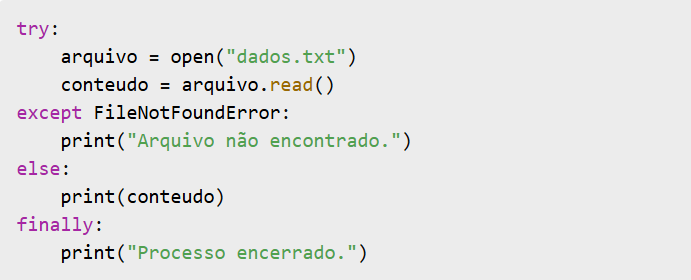 try:
    arquivo = open("dados.txt")
    conteudo = arquivo.read()
except FileNotFoundError:
    print("Arquivo não encontrado.")
else:
    print(conteudo)
finally:
    print("Processo encerrado.")